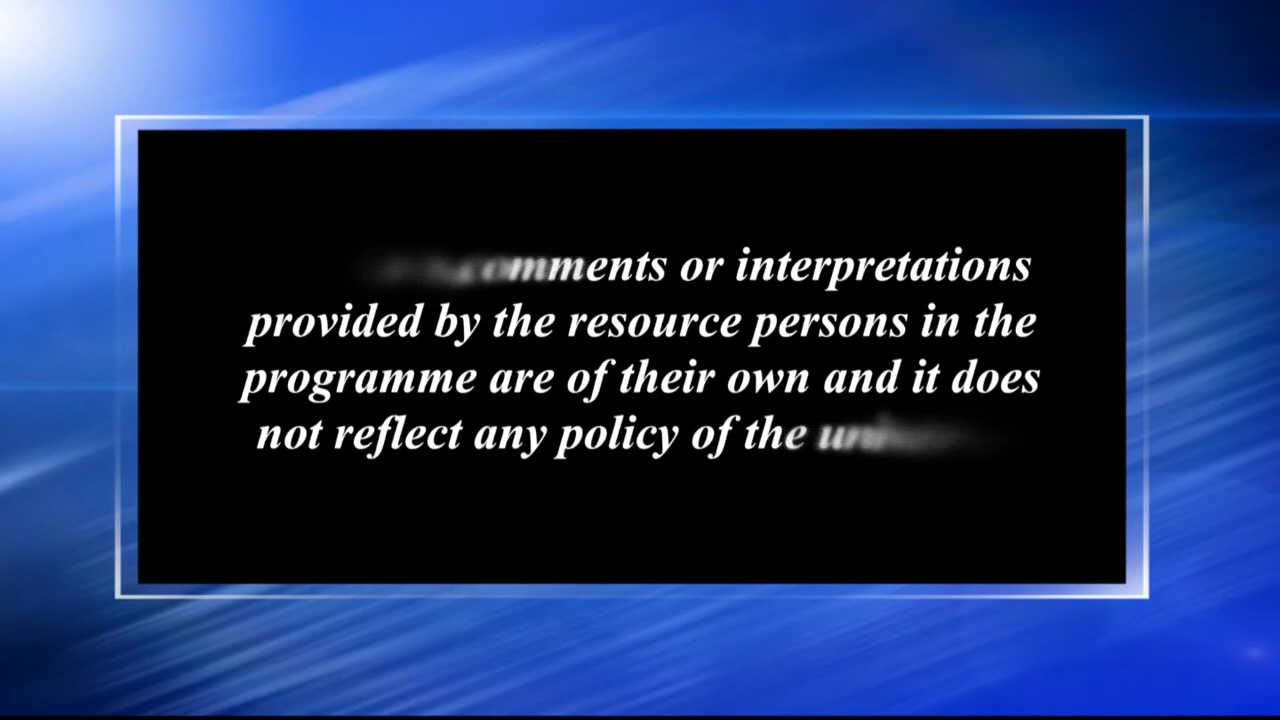 comments or interpretations
provided by the resource persons in the
programme are of their own and it does
not reflect any policy of the